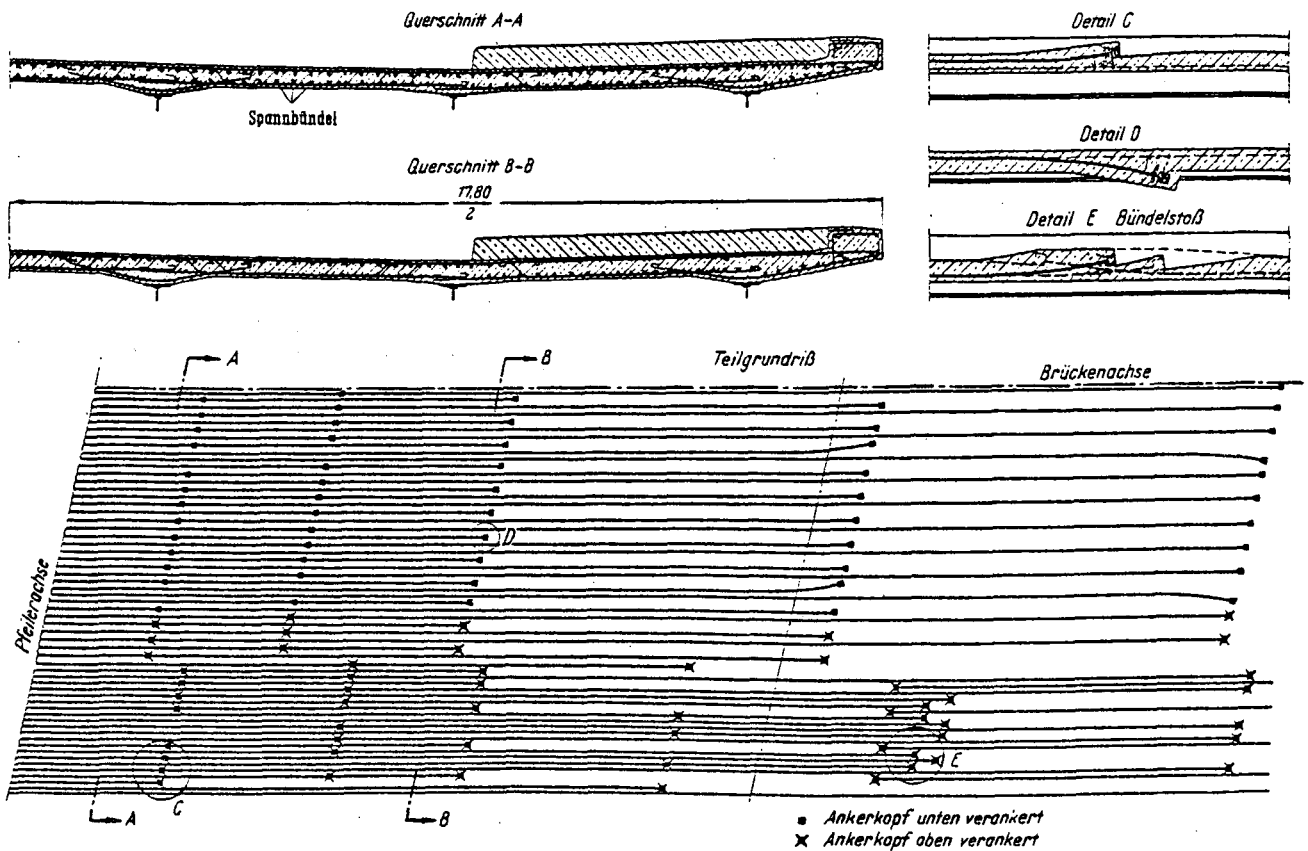 Querschnitt A-A
Detail C
Spannbündel
Detail D
Querschnitt B-B
17,80
2
Detail E Bündelstoß
A
B
Teilgrundriß
Brückenachse
D
Pfeilerachse
E
C
A
B
Ankerkopf unten verankert
Ankerkopf oben verankert